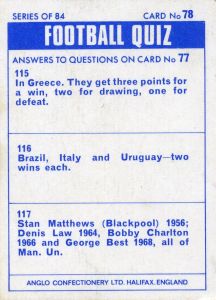 SERIES OF 84 CARD No 78
FOOTBALL QUIZ
ANSWERS TO QUESTIONS ON CARD No 77
115
In Greece. They get three points for
a win, two for drawing, one for
defeat.
116
Brazil, Italy and Uruguay—two
wins each.
117
Stan Matthews (Blackpool) 1956;
Denis Law 1964, Bobby Charlton
1966 and George Best 1968, all of
Man. Un.
ANGLO CONFECTIONERY LTD. HALIFAX. ENGLAND